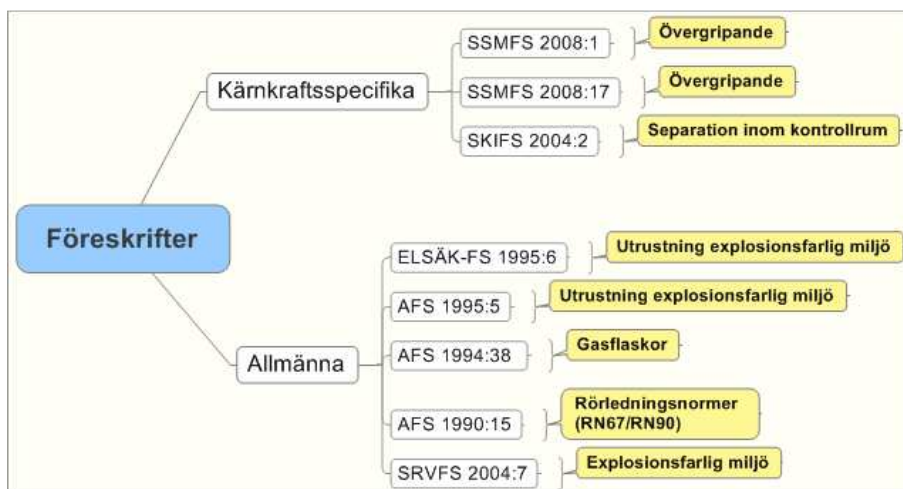 Föreskrifter
Kärnkraftsspecifika
SSMFS 2008:1
Övergripande
SSMFS 2008:17
Övergripande
SKIFS 2004:2
Separation inom kontrollrum
Allmänna
ELSÄK-FS 1995:6
Utrustning explosionsfarlig miljö
AFS 1995:5
Utrustning explosionsfarlig miljö
AFS 1994:38
Gasflaskor
AFS 1990:15
Rörledningsnormer
(RN67/RN90)
SRVFS 2004:7
Explosionsfarlig miljö